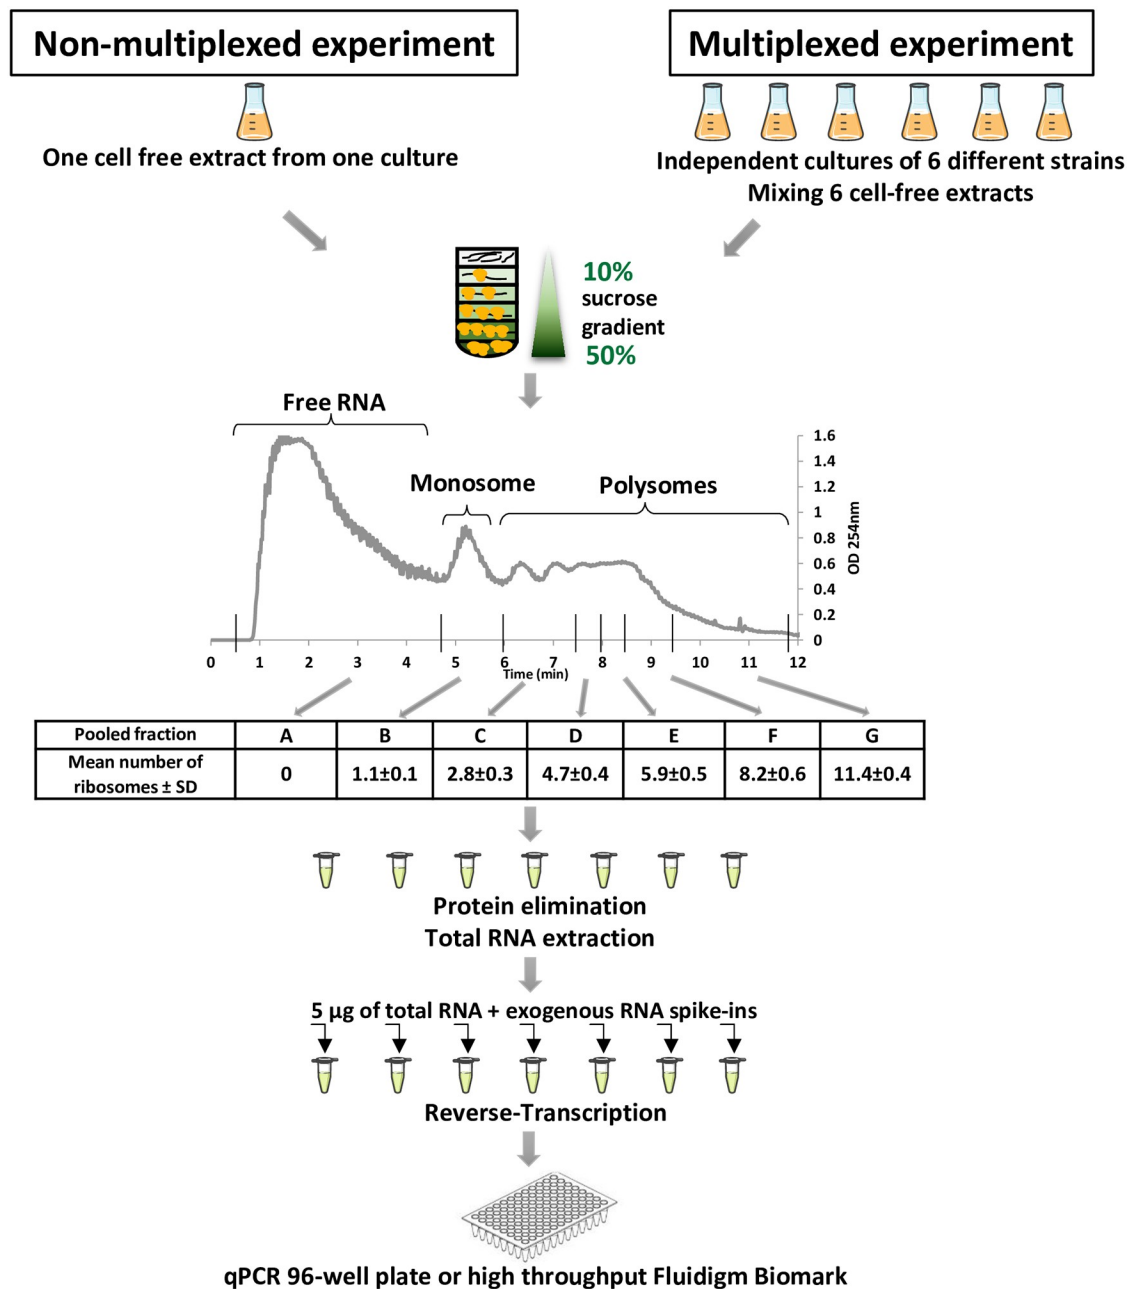 Non-multiplexed experiment
Multiplexed experiment
One cell free extract from one culture
Independent cultures of 6 different strains
Mixing 6 cell-free extracts
10%
sucrose
gradient
50%
Free RNA
Monosome
Polysomes
1.6
1.4
1.2
1
0.8
0.6
0.4
0.2
0
OD 254nm
0 1 2 3 4 5 6 7 8 9 10 11 12
Time (min)
Pooled fraction A B C D E F G
Mean number of
ribosomes ± SD
0 1.1±0.1 2.8±0.3 4.7±0.4 5.9±0.5 8.2±0.6 11.4±0.4
Protein elimination
Total RNA extraction
5 µg of total RNA + exogenous RNA spike-ins
Reverse-Transcription
qPCR 96-well plate or high throughput Fluidigm Biomark